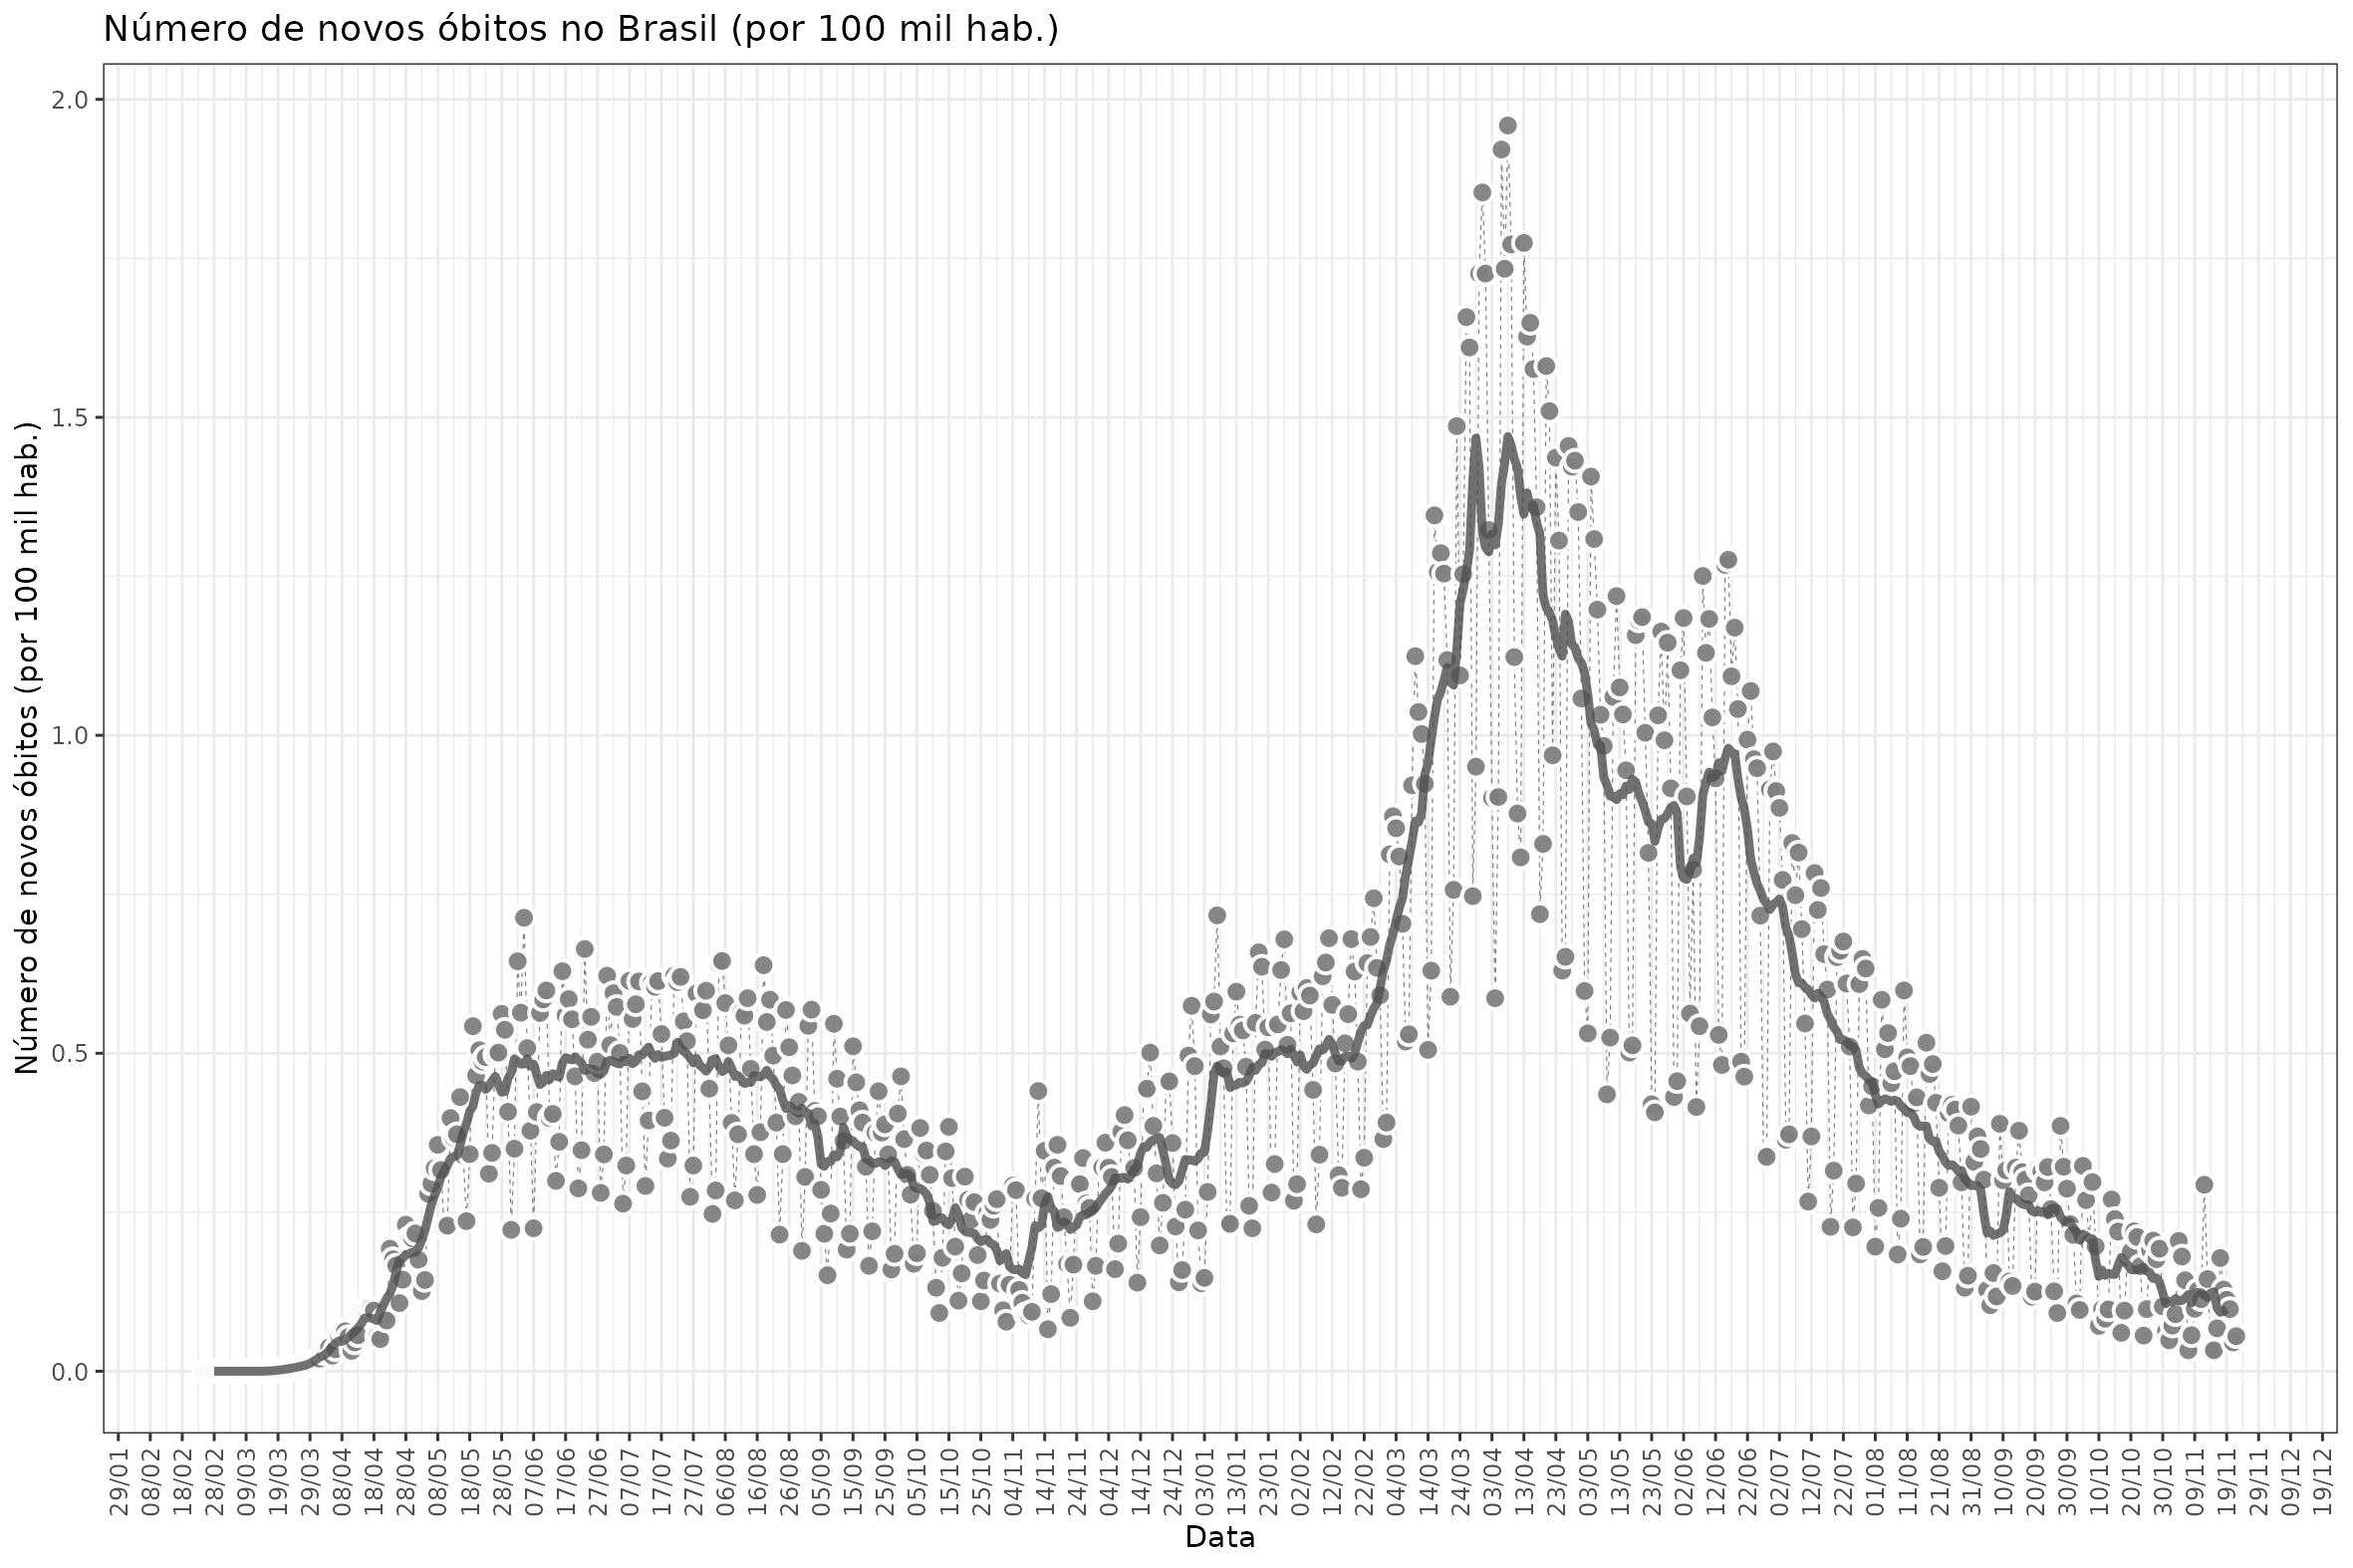 Número de novos óbitos no Brasil (por 100 mil hab.)
Número de novos óbitos (por 100 mil hab.)
2.0
1.5
1.0
0.5
0.0
29/01 08/02 18/02 28/02 09/03 19/03 29/03 08/04 18/04 28/04 08/05 18/05 28/05 07/06 17/06 27/06 07/07 17/07 27/07 06/08 16/08 26/08 05/09 15/09 25/09 05/10 15/10 25/10 04/11 14/11 24/11 04/12 14/12 24/12 03/01 13/01 23/01 02/02 12/02 22/02 04/03 14/03 24/03 03/04 13/04 23/04 03/05 13/05 23/05 02/06 12/06 22/06 02/07 12/07 22/07 01/08 11/08 21/08 31/08 10/09 20/09 30/09 10/10 20/10 30/10 09/11 19/11 29/11 09/12 19/12
Data